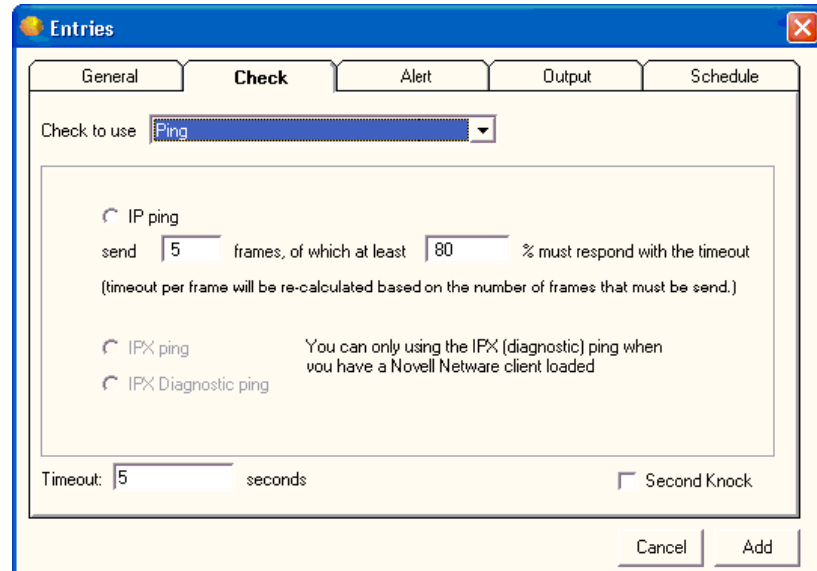 Entries
General Check Alert Output Schedule
Check to use Ping
IP ping
send 5 frames, of which at least 80 % must respond with the timeout
(timeout per frame will be re-calculated based on the number of frames that must be send.)
IPX ping You can only using the IPX (diagnostic) ping when
you have a Novell Netware client loaded
IPX Diagnostic ping
Timeout: 5 seconds Second Knock
Cancel Add